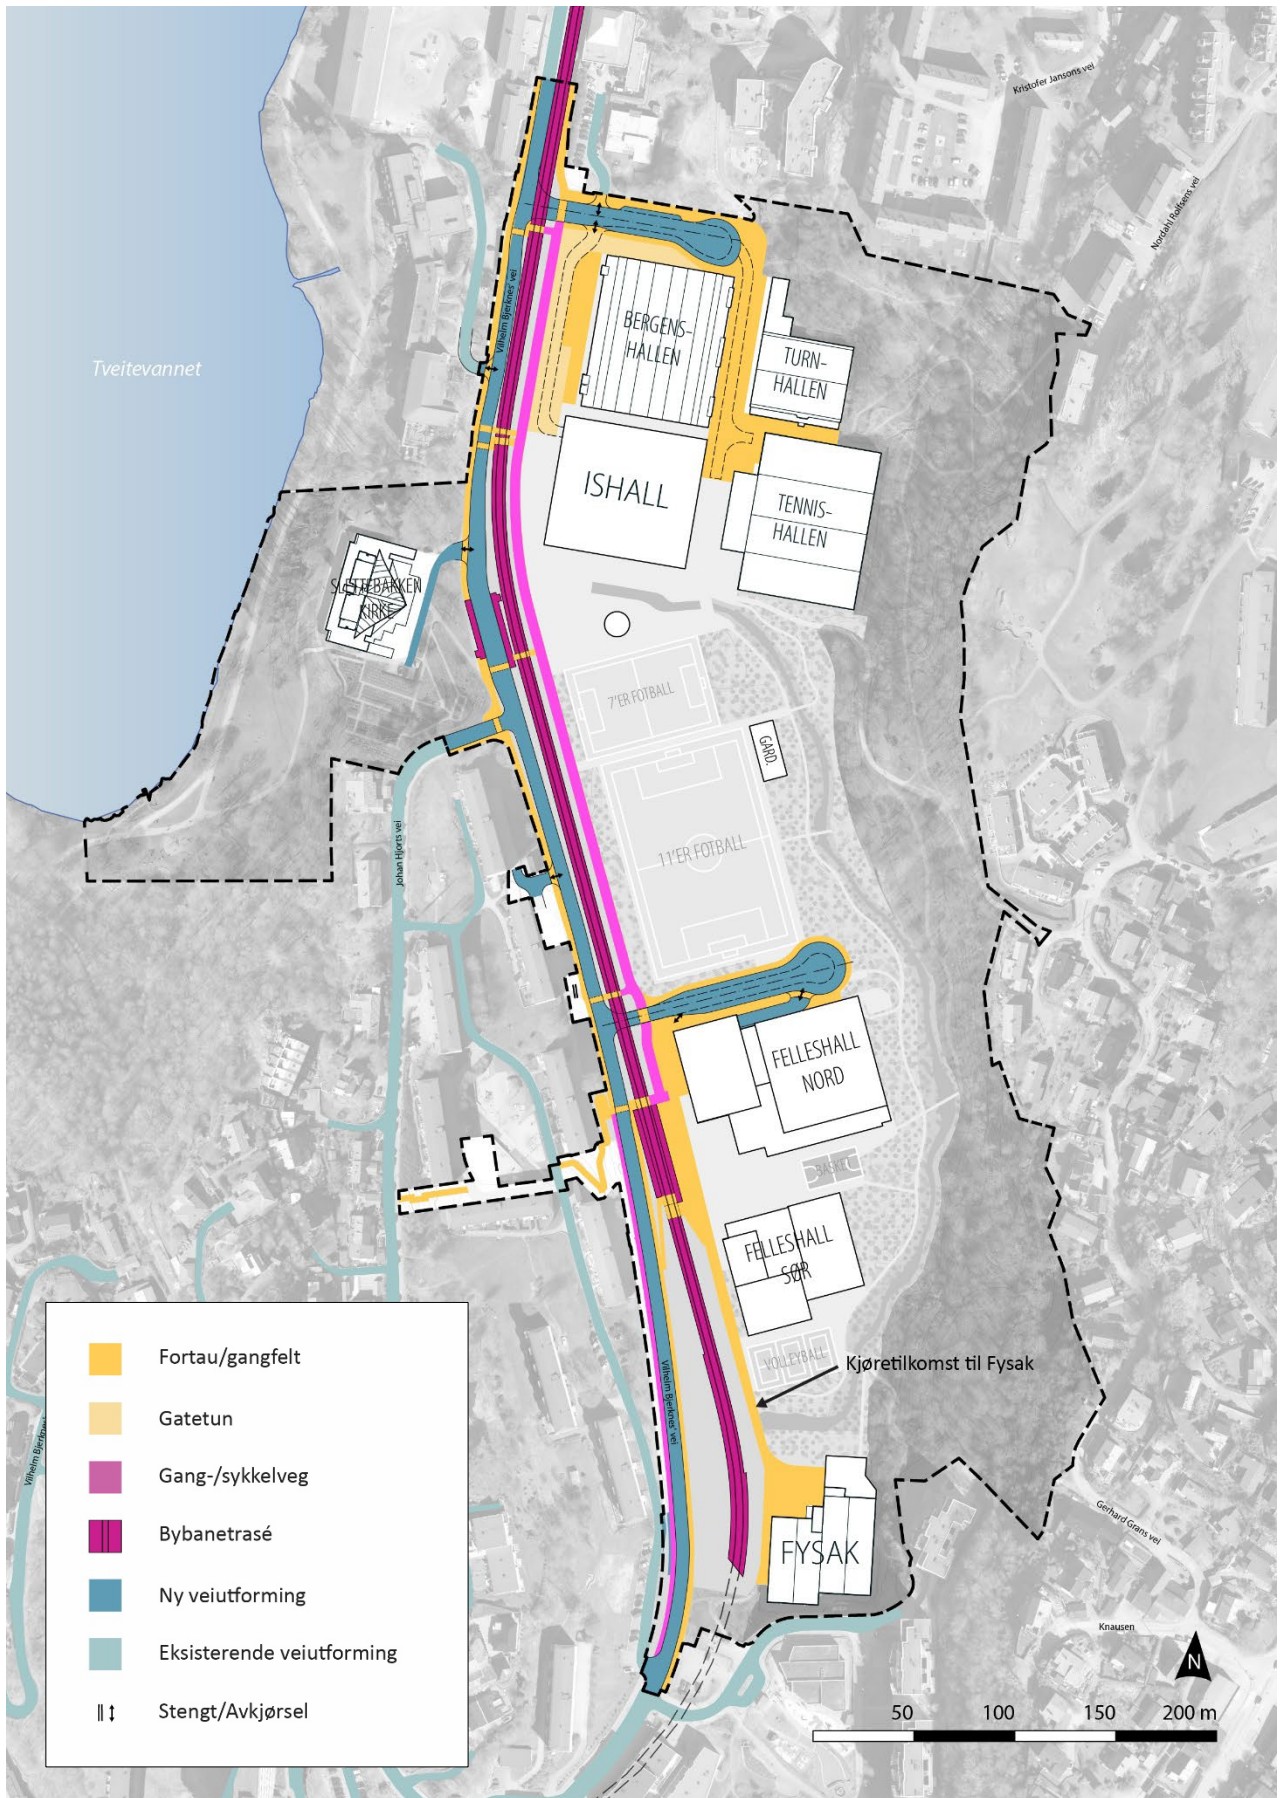 Kristofer Jansons vei
Nordahl Rolfsens vei
Vilhelm Bjerknes' vei
Tveitevannet
BERGENS-
HALLEN
TURN-
HALLEN
ISHALL
TENNIS-
HALLEN
SLETTEBAKKEN
KIRKE
7'ER FOTBALL
GARD.
11'ER FOTBALL
Johan Hjorts vei
FELLESHALL
NORD
BASKET
FELLESHALL
SØR
VOLLEYBALL
Kjøretilkomst til Fysak
Vilhelm Bjerknes' vei
Fortau/gangfelt
Gatetun
Gang-/sykkelveg
Bybanetrasé
Ny veiutforming
Eksisterende veiutforming
Stengt/Avkjørsel
Vilhelm Bjerknes'
FYSAK
Gerhard Grans vei
Knausen
N
50 100 150 200 m